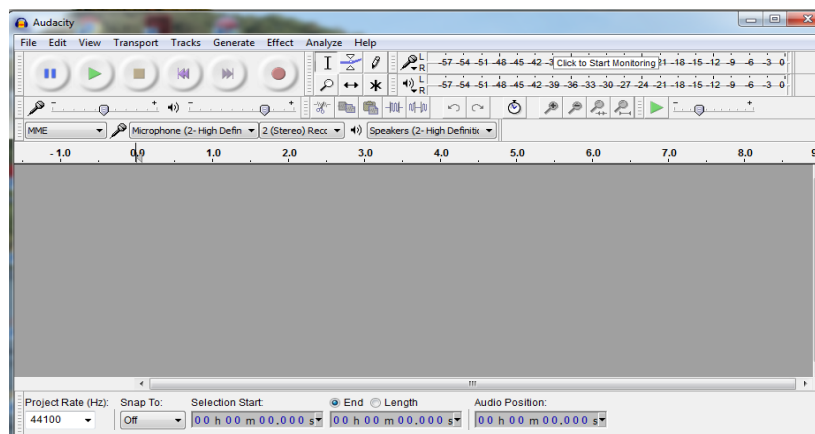 Audacity
File Edit View Transport Tracks Generate Effect Analyze Help
L R -57 -54 -51 -48 -45 -42 -3 Click to Start Monitoring 21 -18 -15 -12 -9 -6 -3 0
L R -57 -54 -51 -48 -45 -42 -39 -36 -33 -30 -27 -24 -21 -18 -15 -12 -9 -6 -3 0
- + - + - +
MME Microphone (2- High Defin 2 (Stereo) Recc Speakers (2- High Definitic
- 1.0 0.0 1.0 2.0 3.0 4.0 5.0 6.0 7.0 8.0 9
Project Rate (Hz): Snap To: Selection Start: End Length Audio Position:
44100 Off 00 h 00 m 00.000 s 00 h 00 m 00.000 s 00 h 00 m 00.000 s